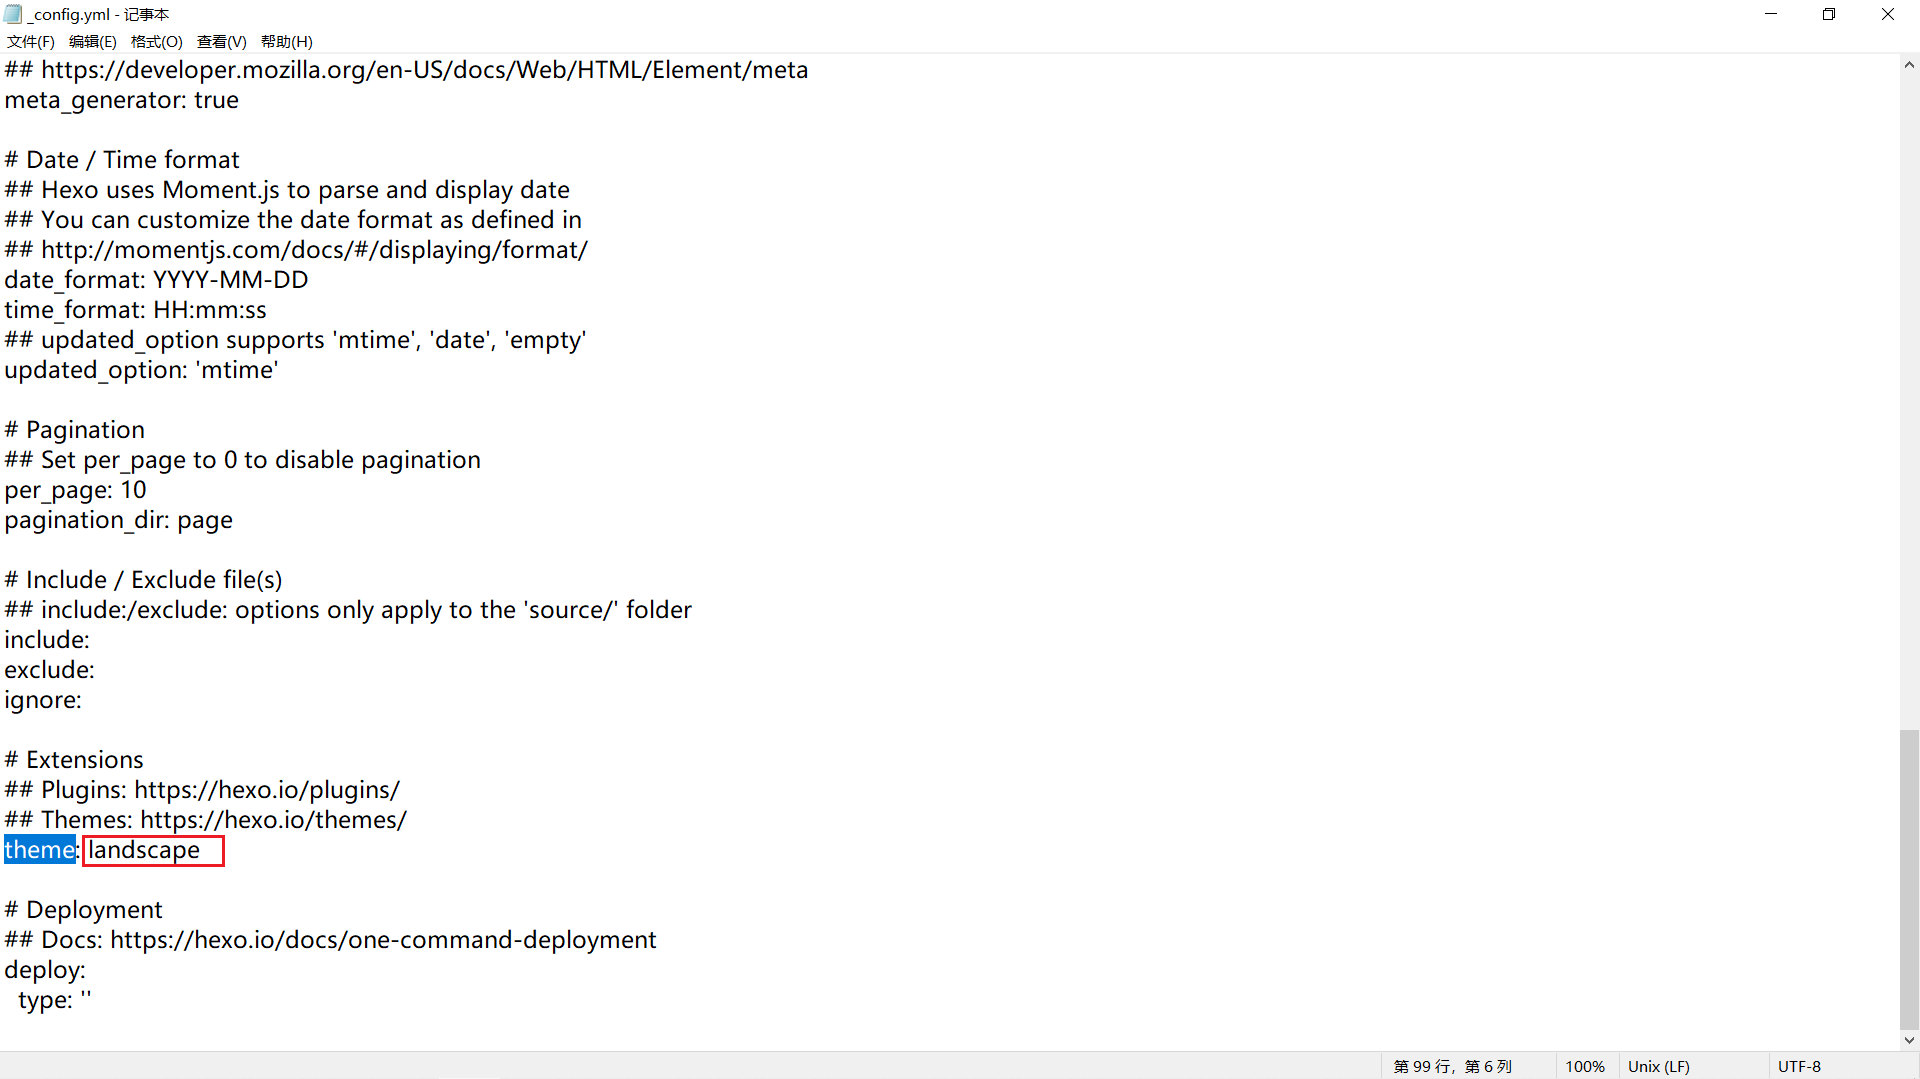 _config.yml - 记事本
文件(F) 编辑(E) 格式(O) 查看(V) 帮助(H)
## https://developer.mozilla.org/en-US/docs/Web/HTML/Element/meta
meta_generator: true
# Date / Time format
## Hexo uses Moment.js to parse and display date
## You can customize the date format as defined in
## http://momentjs.com/docs/#/displaying/format/
date_format: YYYY-MM-DD
time_format: HH:mm:ss
## updated_option supports 'mtime', 'date', 'empty'
updated_option: 'mtime'
# Pagination
## Set per_page to 0 to disable pagination
per_page: 10
pagination_dir: page
# Include / Exclude file(s)
## include:/exclude: options only apply to the 'source/' folder
include:
exclude:
ignore:
# Extensions
## Plugins: https://hexo.io/plugins/
## Themes: https://hexo.io/themes/
theme: landscape
# Deployment
## Docs: https://hexo.io/docs/one-command-deployment
deploy:
  type: ''
第 99 行，第 6 列 100% Unix (LF) UTF-8